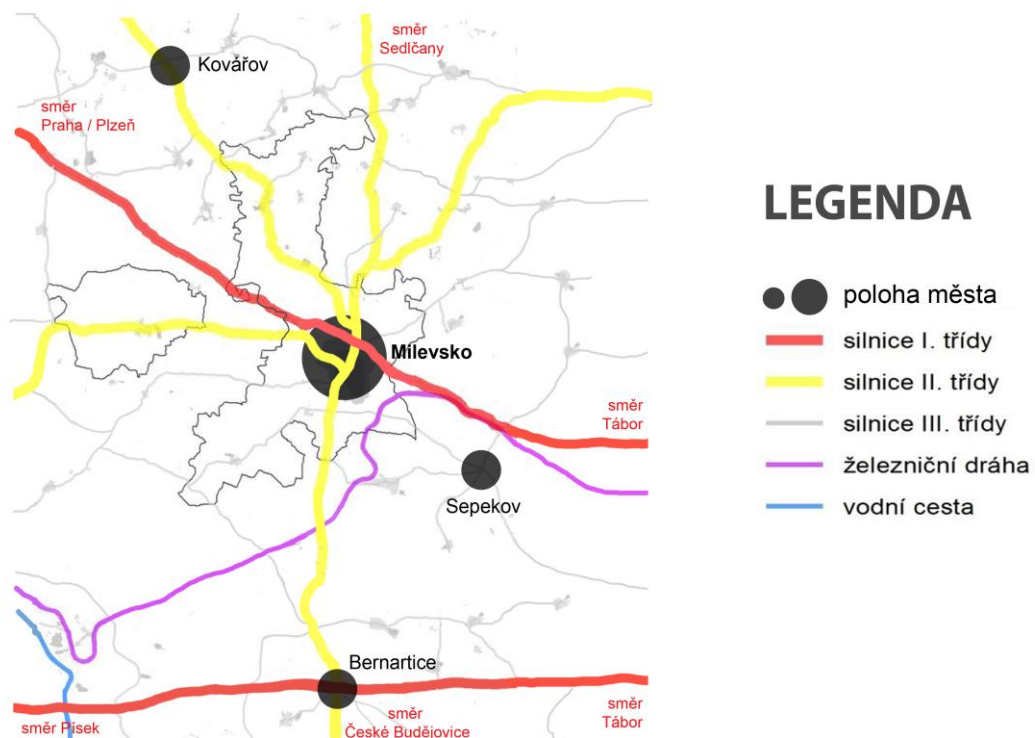 směr
Sedlčany
Kovářov
směr
Praha / Plzeň
Milevsko
směr
Tábor
Sepekov
Bernartice
směr Písek
směr
České Budějovice
směr
Tábor
LEGENDA
poloha města
silnice I. třídy
silnice II. třídy
silnice III. třídy
železniční dráha
vodní cesta